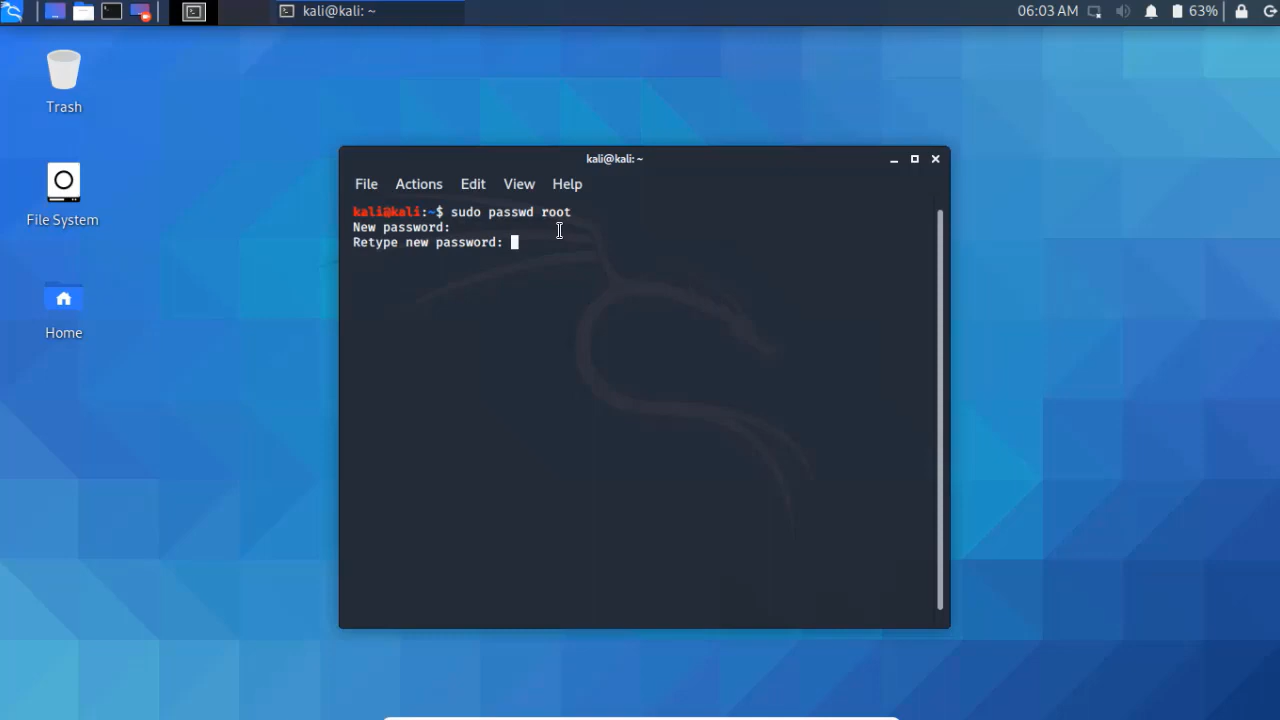 kali@kali: ~
06:03 AM
63%
Trash
File System
Home
kali@kali: ~
File Actions Edit View Help
kali@kali:~$ sudo passwd root
New password:
Retype new password: